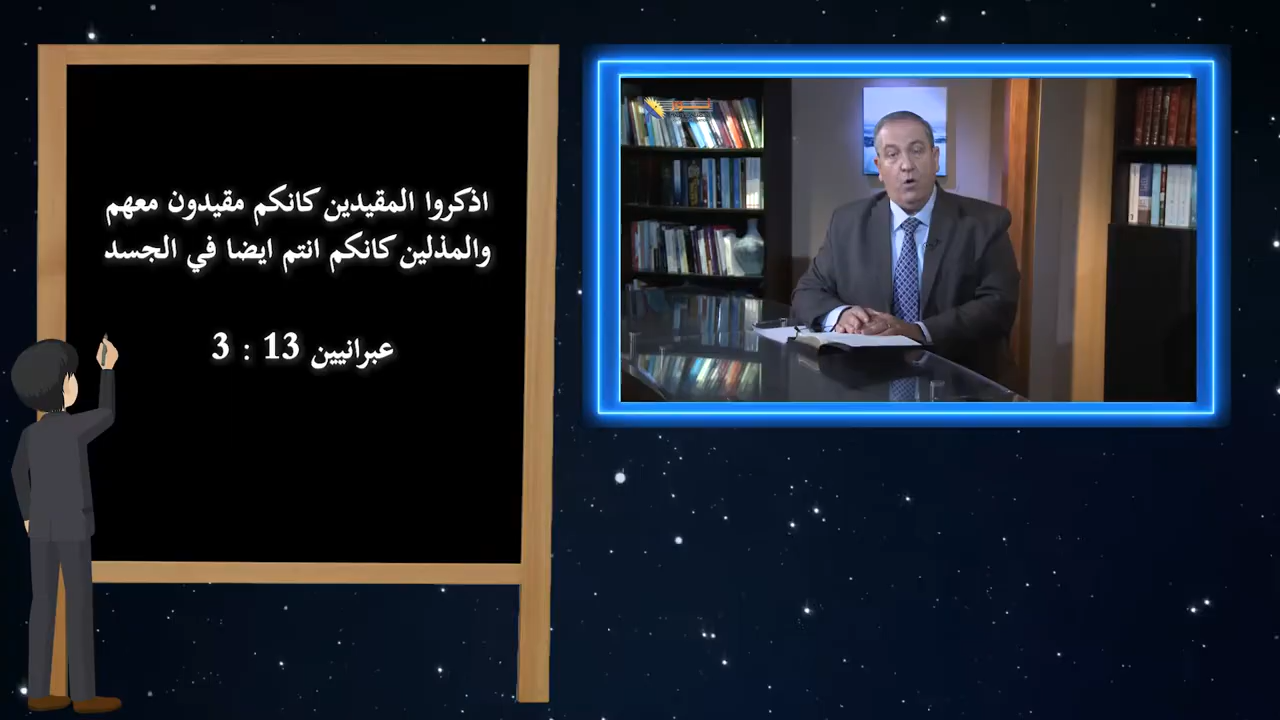 اذكروا المقيدين كانكم مقيدون معهم
والمذلين كانكم انتم ايضا في الجسد
عبرانيين 13 : 3